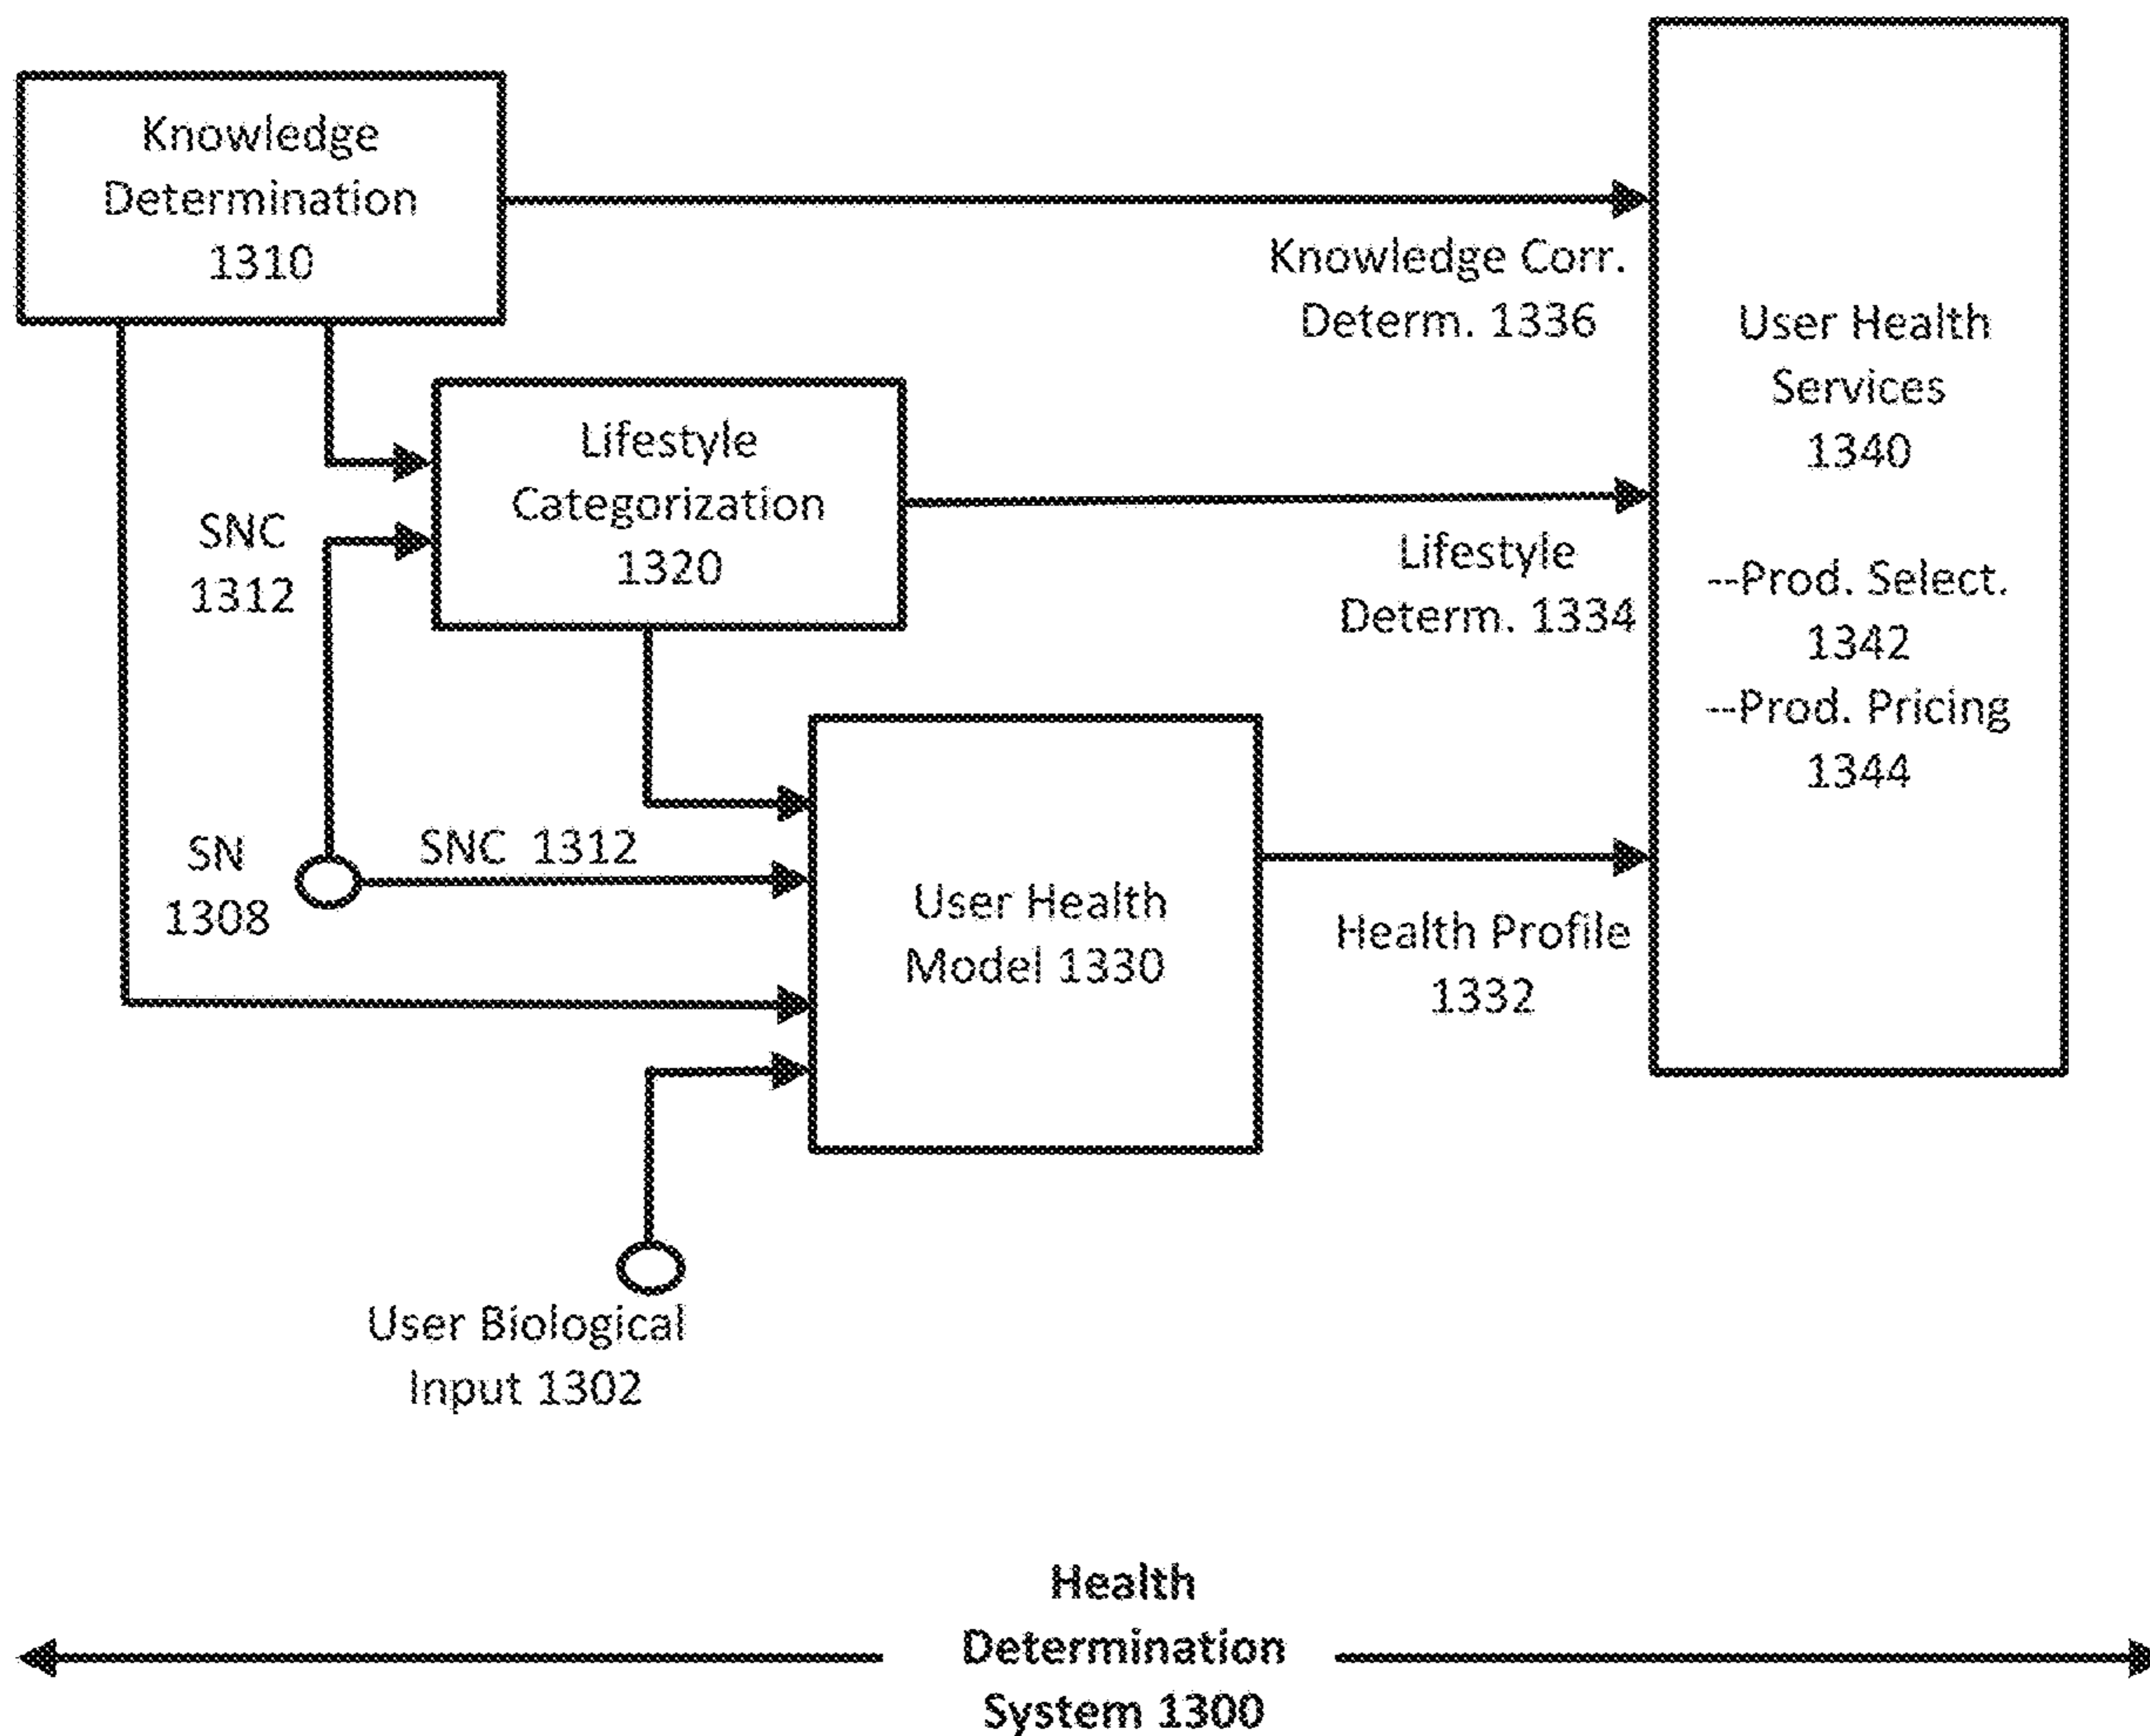 Knowledge
Determination
1310
Knowledge Corr.
Determ. 1336
User Health
Services
1340
--Prod. Select.
1342
--Prod. Pricing
1344
Lifestyle
Categorization
1320
SNC
1312
Lifestyle
Determ. 1334
SN
1308
SNC 1312
User Health
Model 1330
Health Profile
1332
User Biological
Input 1302
Health
Determination
System 1300